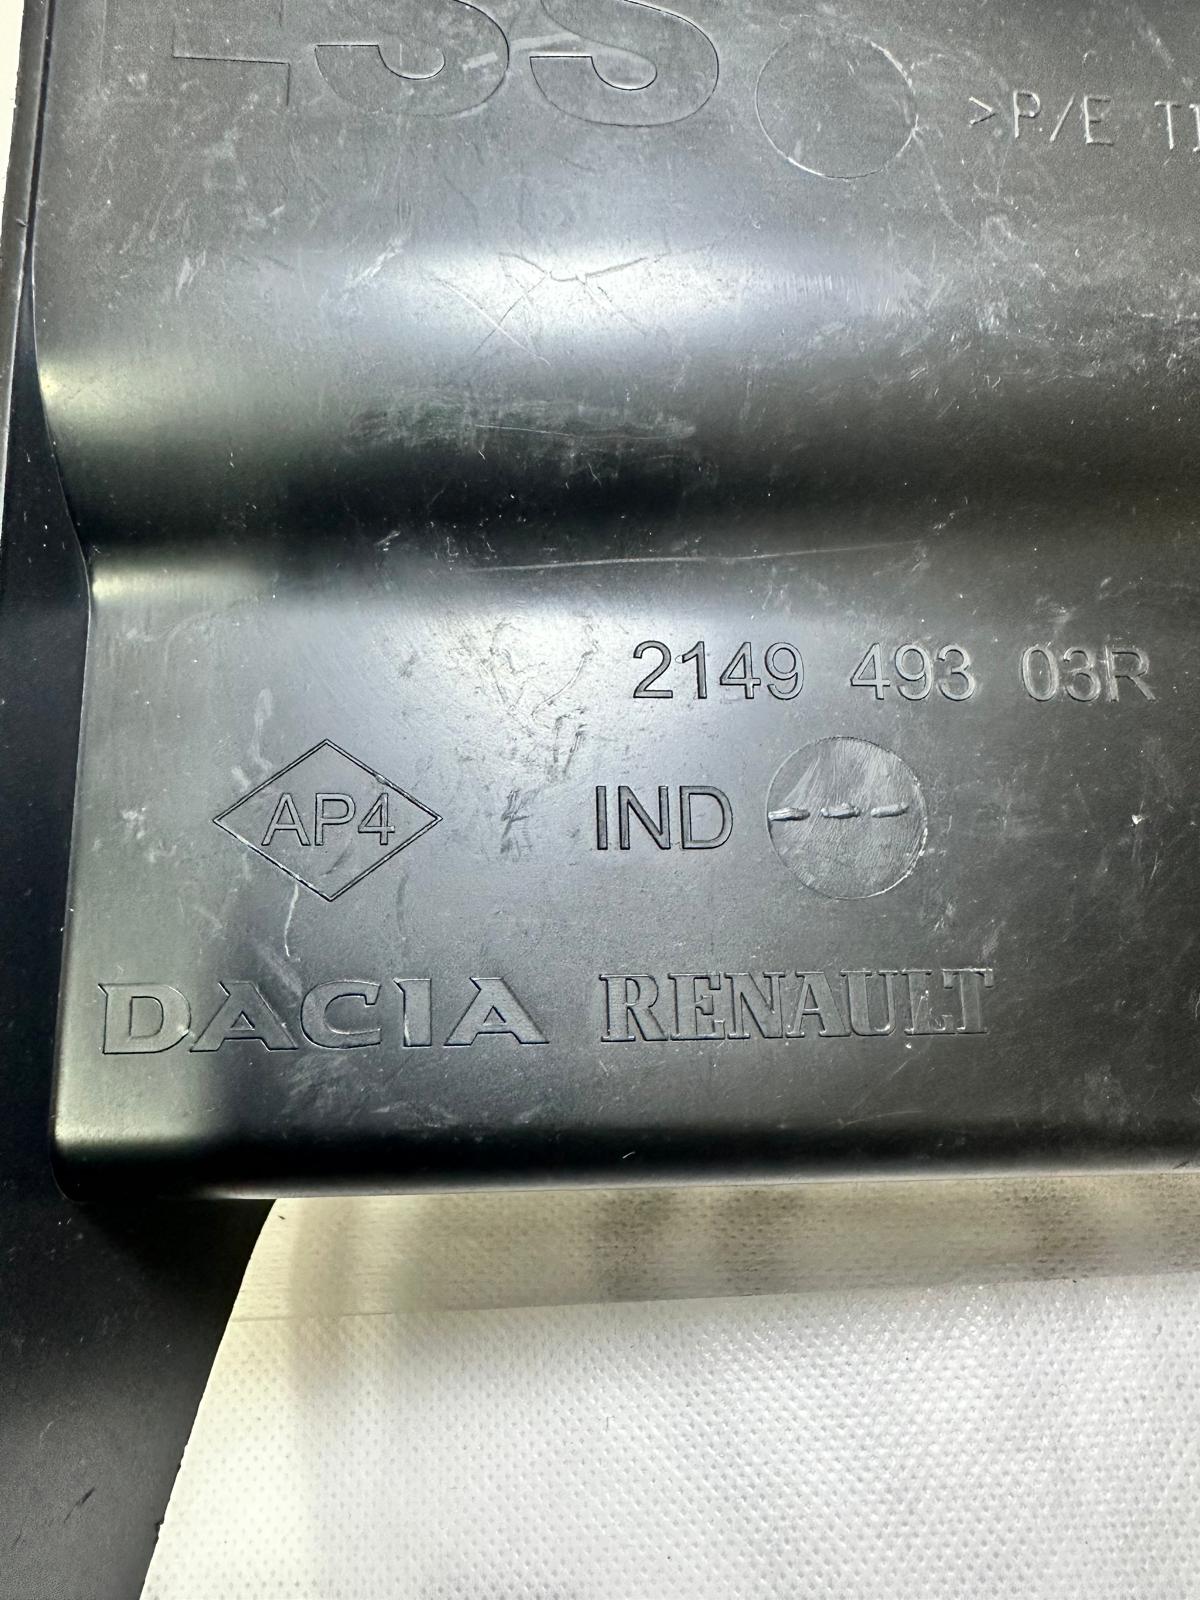 >P/E
2149 493 03R
AP4 IND ---
DACIA RENAULT